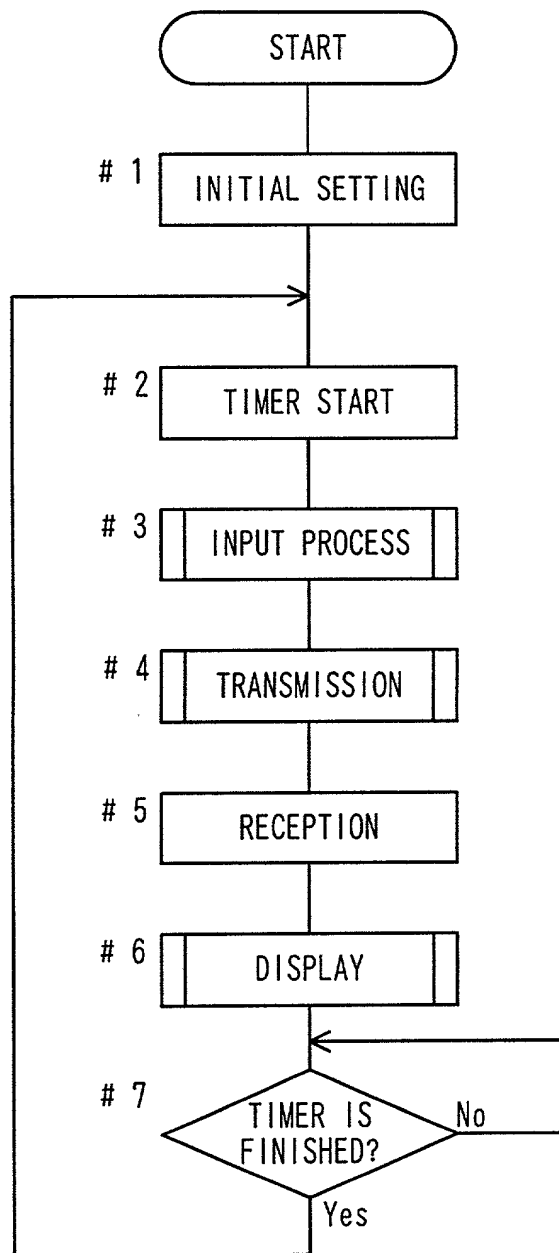 START
# 1
INITIAL SETTING
# 2
TIMER START
# 3
INPUT PROCESS
# 4
TRANSMISSION
# 5
RECEPTION
# 6
DISPLAY
# 7
TIMER IS
FINISHED?
No
Yes